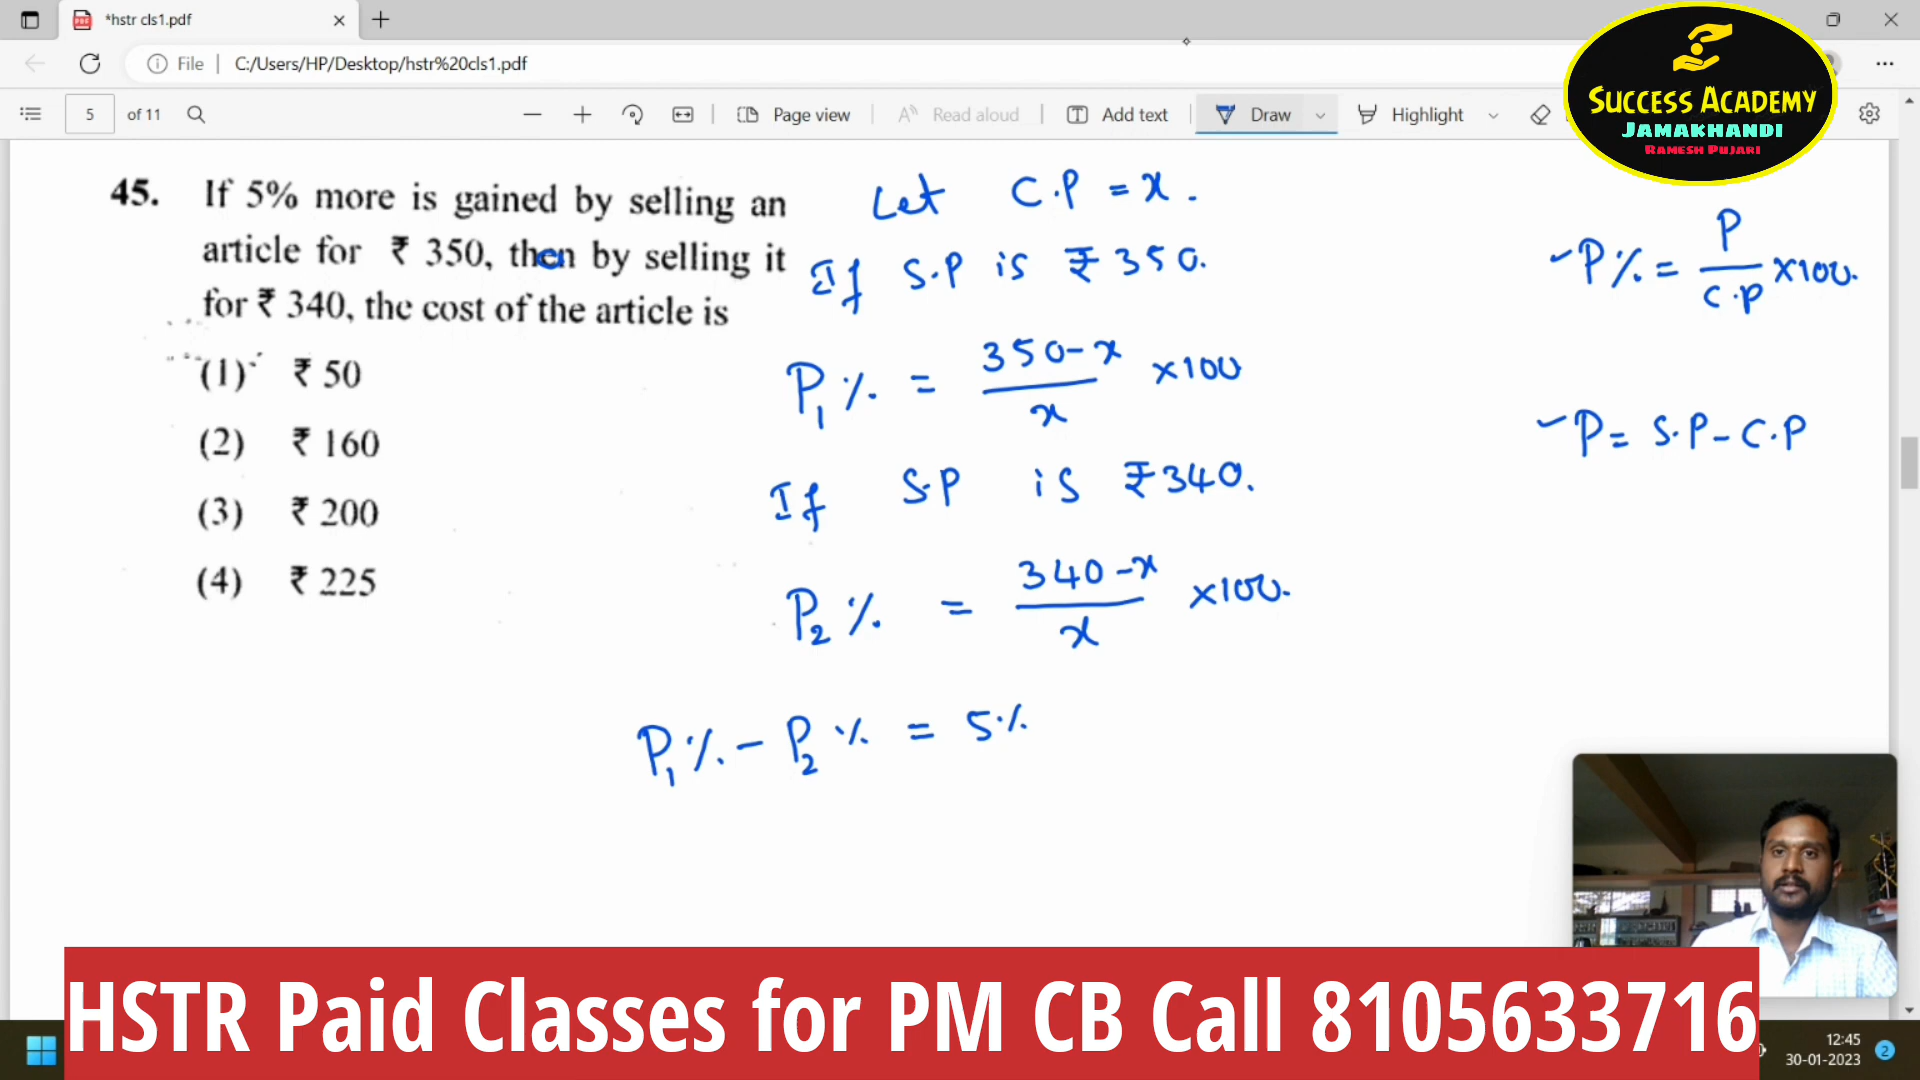 *hstr cls1.pdf
File | C:/Users/HP/Desktop/hstr%20cls1.pdf
5 of 11
Page view
Read aloud
Add text
Draw
Highlight
SUCCESS ACADEMY
JAMAKHANDI
RAMESH PUJARI
45. If 5% more is gained by selling an
article for ₹ 350, then by selling it
for ₹ 340, the cost of the article is
(1) ₹ 50
(2) ₹ 160
(3) ₹ 200
(4) ₹ 225
Let C.P = x.
If S.P is ₹ 350.
P₁ % = (350-x)/x ×100
If S.P is ₹ 340.
P₂ % = (340-x)/x ×100.
P₁ % - P₂ % = 5%
P% = P/C.P ×100.
P = S.P - C.P
HSTR Paid Classes for PM CB Call 8105633716
12:45
30-01-2023
2